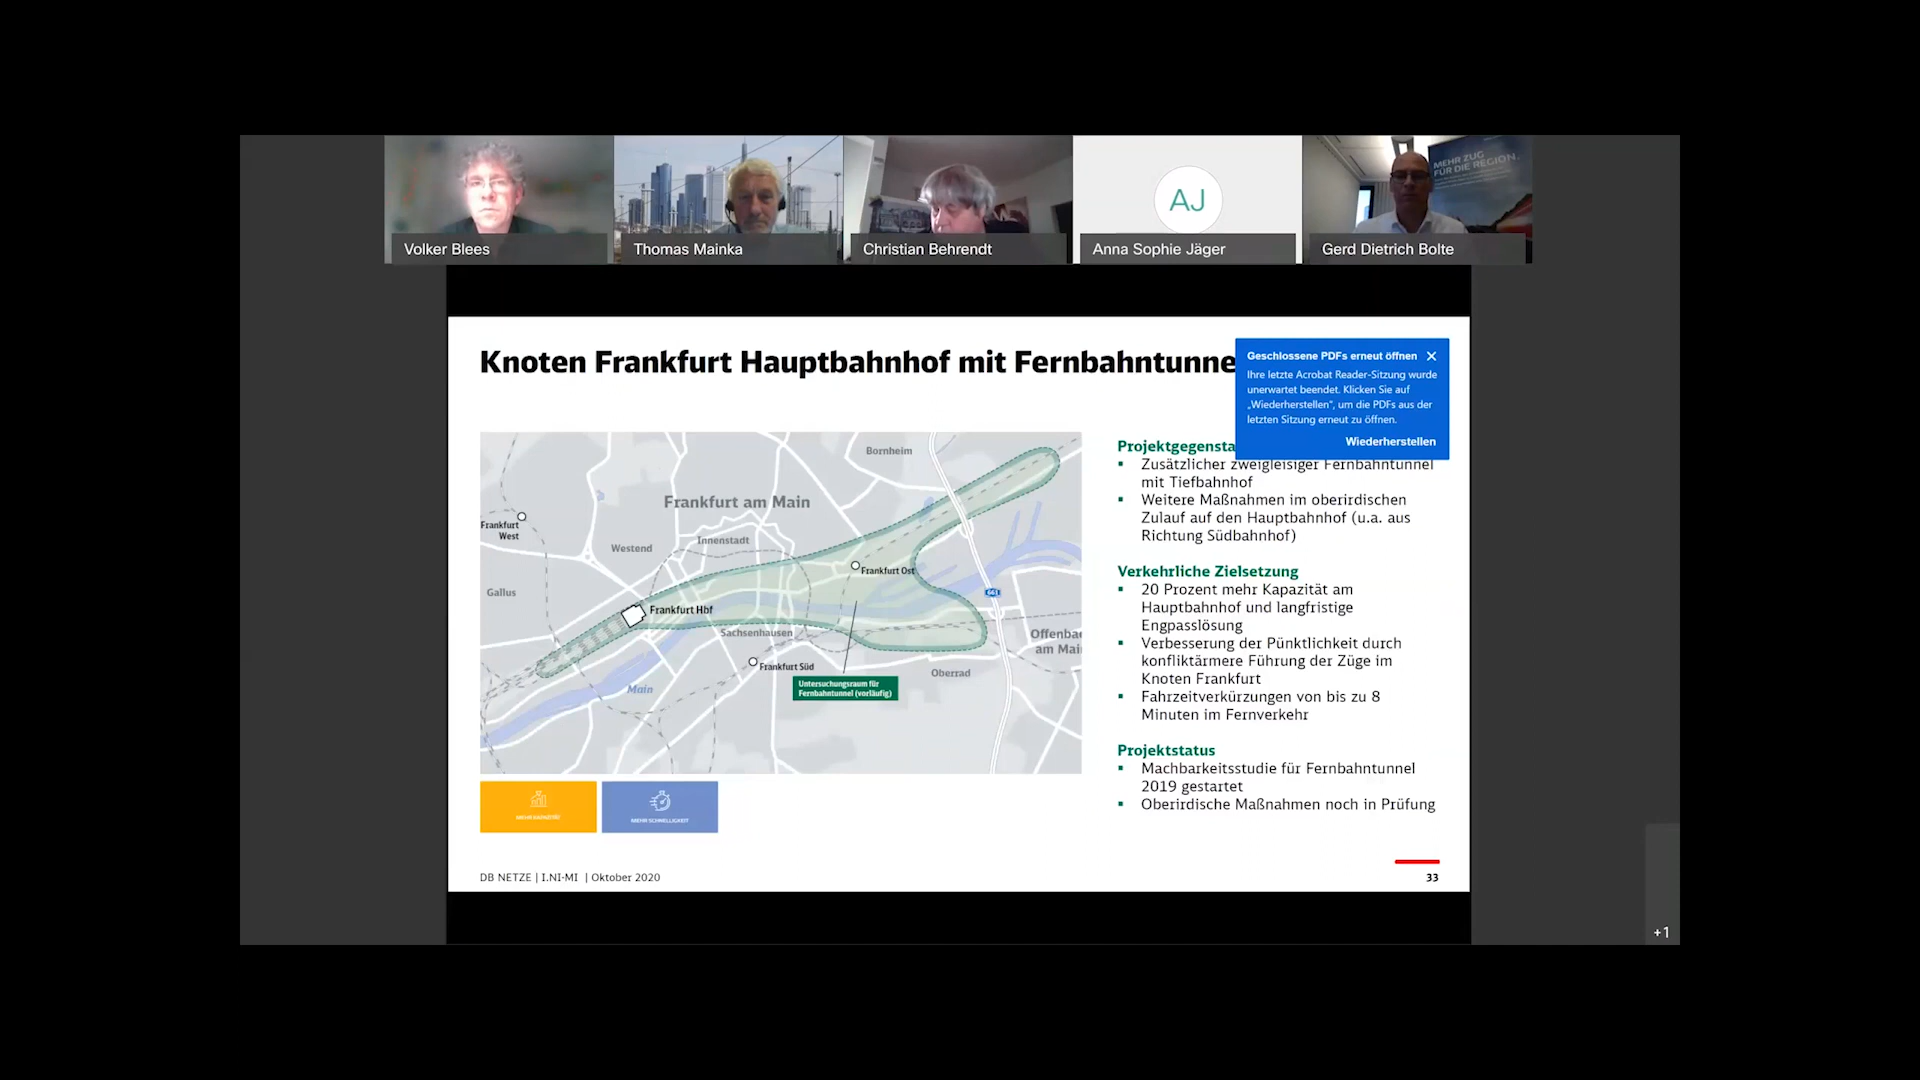 MEHR ZUG
FÜR DIE REGION.
AJ
Volker Blees
Thomas Mainka
Christian Behrendt
Anna Sophie Jäger
Gerd Dietrich Bolte
Knoten Frankfurt Hauptbahnhof mit Fernbahntunne
Geschlossene PDFs erneut öffnen
Ihre letzte Acrobat Reader-Sitzung wurde
unerwartet beendet. Klicken Sie auf
„Wiederherstellen", um die PDFs aus der
letzten Sitzung erneut zu öffnen.
Wiederherstellen
Bornheim
Frankfurt am Main
Frankfurt
West
Westend
Innenstadt
Frankfurt Ost
Gallus
661
Frankfurt Hbf
Sachsenhausen
Offenba
am Mai
Frankfurt Süd
Oberrad
Main
Untersuchungsraum für
Fernbahntunnel (vorläufig)
MEHR KAPAZITÄT
MEHR SCHNELLIGKEIT
Projektgegensta
▪ Zusätzlicher zweigleisiger Fernbahntunnel
mit Tiefbahnhof
▪ Weitere Maßnahmen im oberirdischen
Zulauf auf den Hauptbahnhof (u.a. aus
Richtung Südbahnhof)
Verkehrliche Zielsetzung
▪ 20 Prozent mehr Kapazität am
Hauptbahnhof und langfristige
Engpasslösung
▪ Verbesserung der Pünktlichkeit durch
konfliktärmere Führung der Züge im
Knoten Frankfurt
▪ Fahrzeitverkürzungen von bis zu 8
Minuten im Fernverkehr
Projektstatus
▪ Machbarkeitsstudie für Fernbahntunnel
2019 gestartet
▪ Oberirdische Maßnahmen noch in Prüfung
DB NETZE | I.NI-MI | Oktober 2020
33
+1